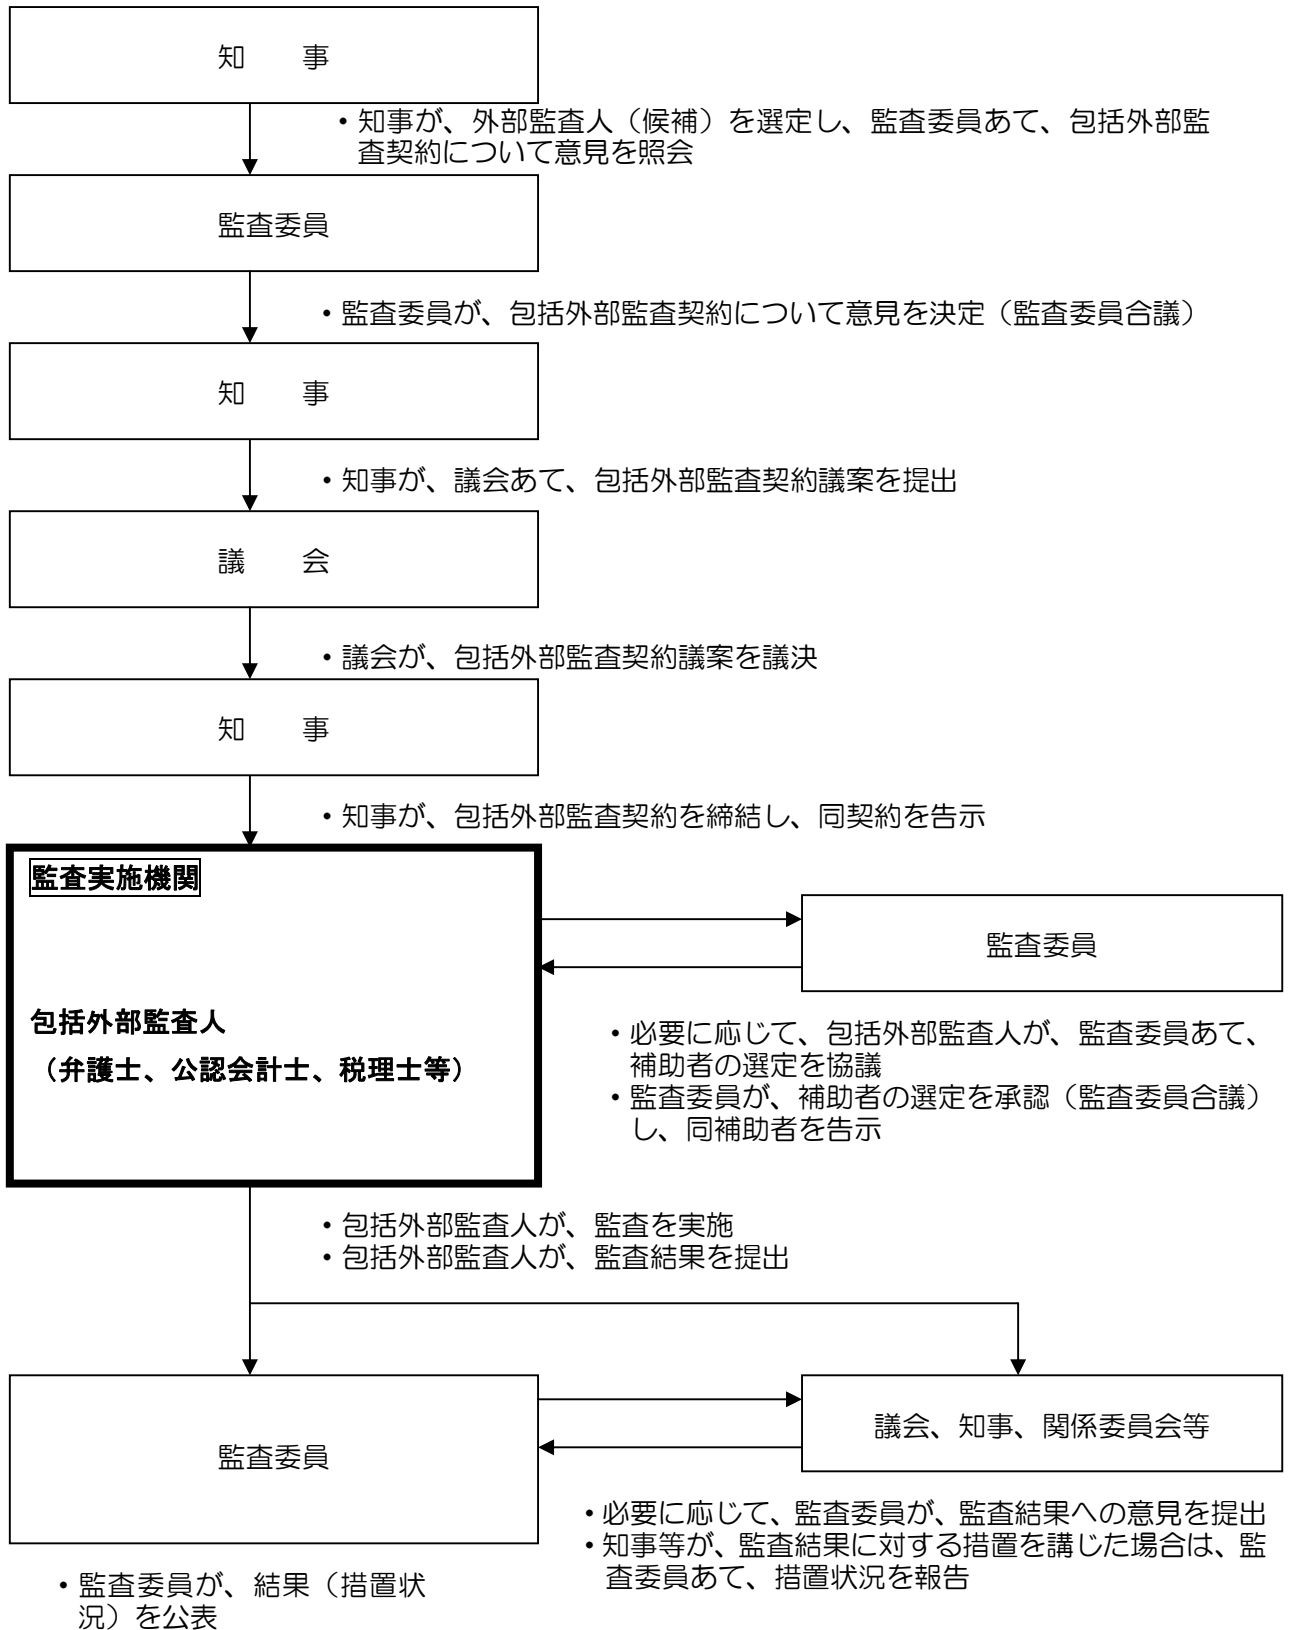 知　　事
・知事が、外部監査人（候補）を選定し、監査委員あて、包括外部監
査契約について意見を照会
監査委員
・監査委員が、包括外部監査契約について意見を決定（監査委員合議）
知　　事
・知事が、議会あて、包括外部監査契約議案を提出
議　　会
・議会が、包括外部監査契約議案を議決
知　　事
・知事が、包括外部監査契約を締結し、同契約を告示
監査実施機関
包括外部監査人
（弁護士、公認会計士、税理士等）
監査委員
・必要に応じて、包括外部監査人が、監査委員あて、
補助者の選定を協議
・監査委員が、補助者の選定を承認（監査委員合議）
し、同補助者を告示
・包括外部監査人が、監査を実施
・包括外部監査人が、監査結果を提出
監査委員
議会、知事、関係委員会等
・必要に応じて、監査委員が、監査結果への意見を提出
・知事等が、監査結果に対する措置を講じた場合は、監
査委員あて、措置状況を報告
・監査委員が、結果（措置状
況）を公表